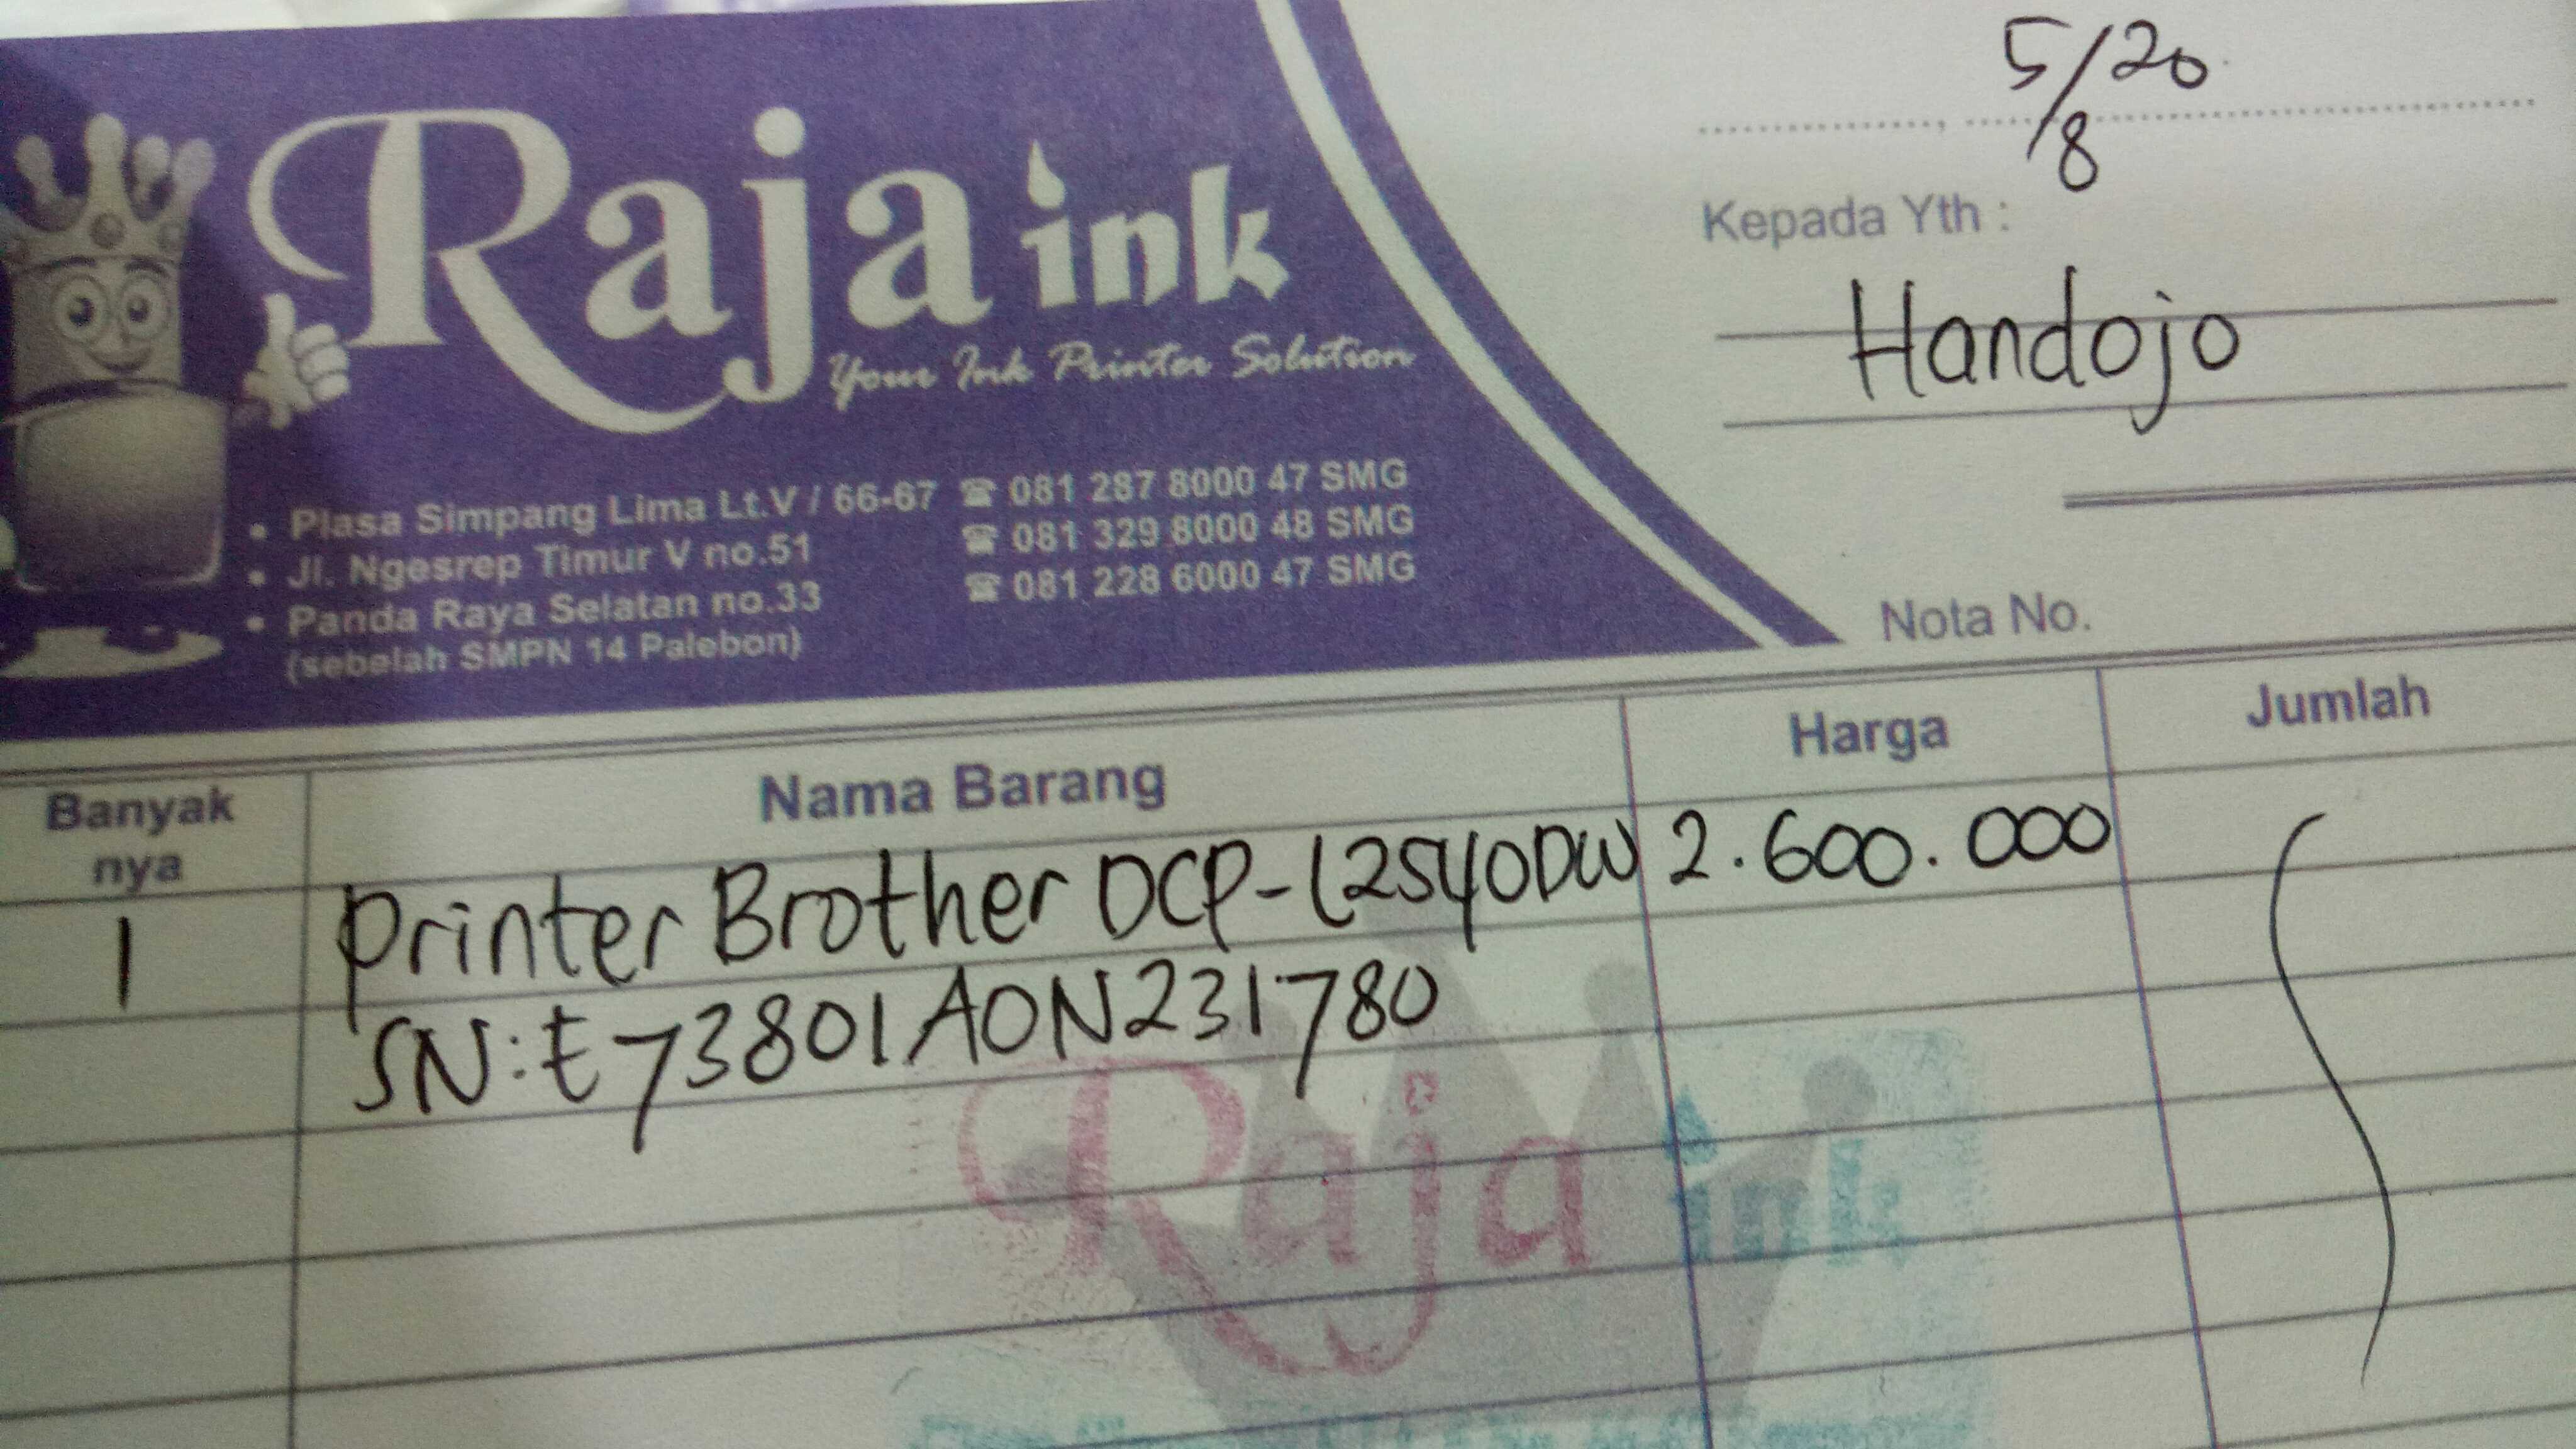 5/8 20
Kepada Yth :
Handojo
Raja ink
Your Ink Printer Solution
• Plasa Simpang Lima Lt.V / 66-67 ☎ 081 287 8000 47 SMG
• Jl. Ngesrep Timur V no.51 ☎ 081 329 8000 48 SMG
• Panda Raya Selatan no.33 ☎ 081 228 6000 47 SMG
(sebelah SMPN 14 Palebon)
Nota No.
Banyak nya Nama Barang Harga Jumlah
1 Printer Brother DCP-L2540DW 2.600.000
SN: E73801A0N231780
Raja ink